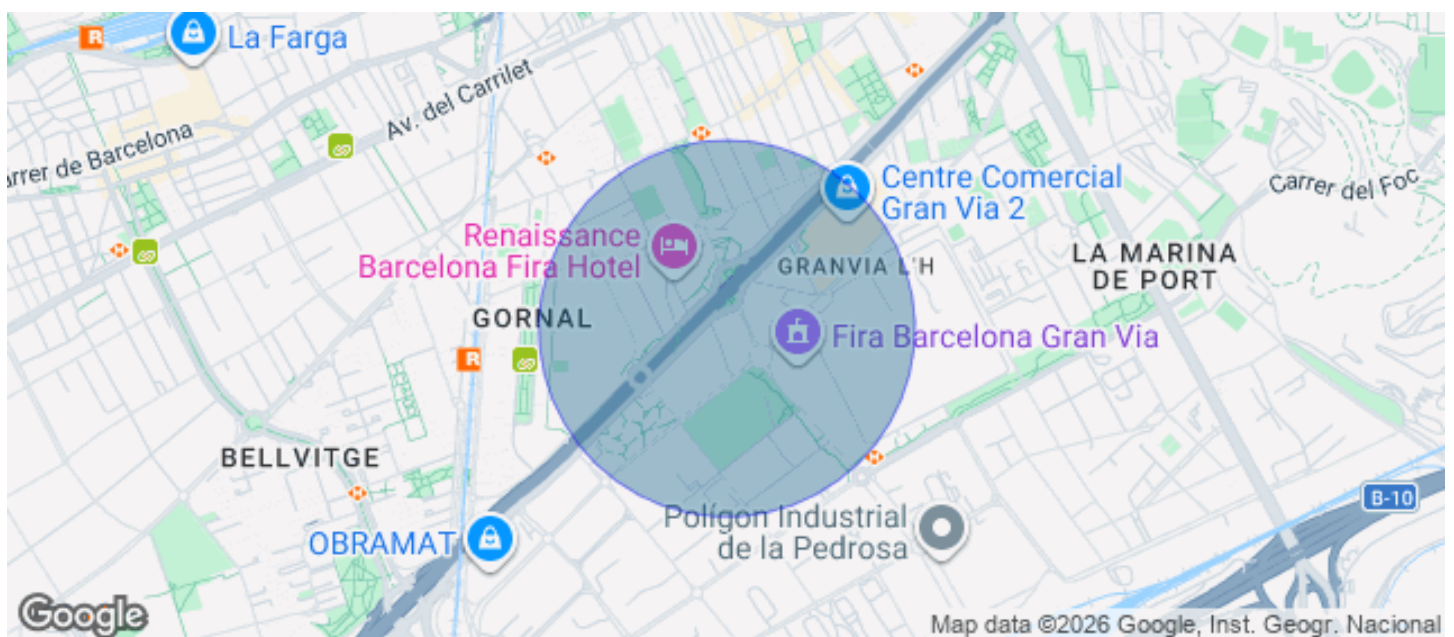 R
La Farga
Av. del Carrilet
arrer de Barcelona
Centre Comercial
Gran Via 2
Carrer del Foc
Renaissance
Barcelona Fira Hotel
GRANVIA L'H
LA MARINA
DE PORT
GORNAL
R
Fira Barcelona Gran Via
BELLVITGE
B-10
Polígon Industrial
de la Pedrosa
OBRAMAT
Google
Map data ©2026 Google, Inst. Geogr. Nacional